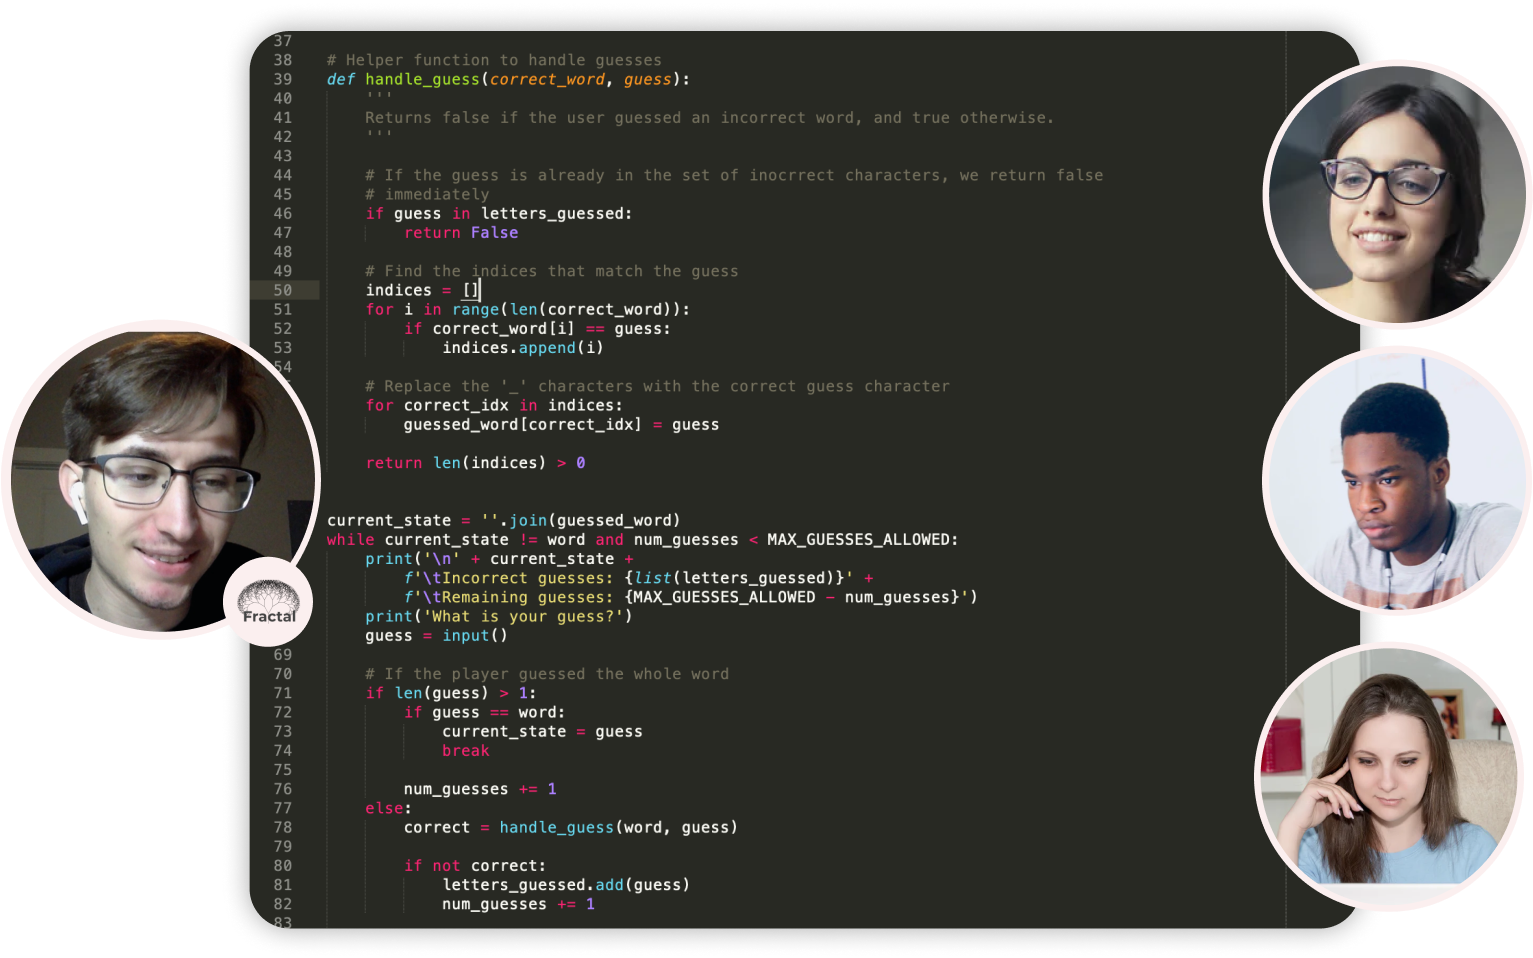 37
38 # Helper function to handle guesses
39 def handle_guess(correct_word, guess):
40 '''
41 Returns false if the user guessed an incorrect word, and true otherwise.
42 '''
43
44 # If the guess is already in the set of inocrrect characters, we return false
45 # immediately
46 if guess in letters_guessed:
47 return False
48
49 # Find the indices that match the guess
50 indices = []
51 for i in range(len(correct_word)):
52 if correct_word[i] == guess:
53 indices.append(i)
54
# Replace the '_' characters with the correct guess character
for correct_idx in indices:
guessed_word[correct_idx] = guess
return len(indices) > 0
current_state = ''.join(guessed_word)
while current_state != word and num_guesses < MAX_GUESSES_ALLOWED:
print('\n' + current_state +
f'\tIncorrect guesses: {list(letters_guessed)}' +
f'\tRemaining guesses: {MAX_GUESSES_ALLOWED - num_guesses}')
print('What is your guess?')
guess = input()
69
70 # If the player guessed the whole word
71 if len(guess) > 1:
72 if guess == word:
73 current_state = guess
74 break
75
76 num_guesses += 1
77 else:
78 correct = handle_guess(word, guess)
79
80 if not correct:
81 letters_guessed.add(guess)
82 num_guesses += 1
83
Fractal